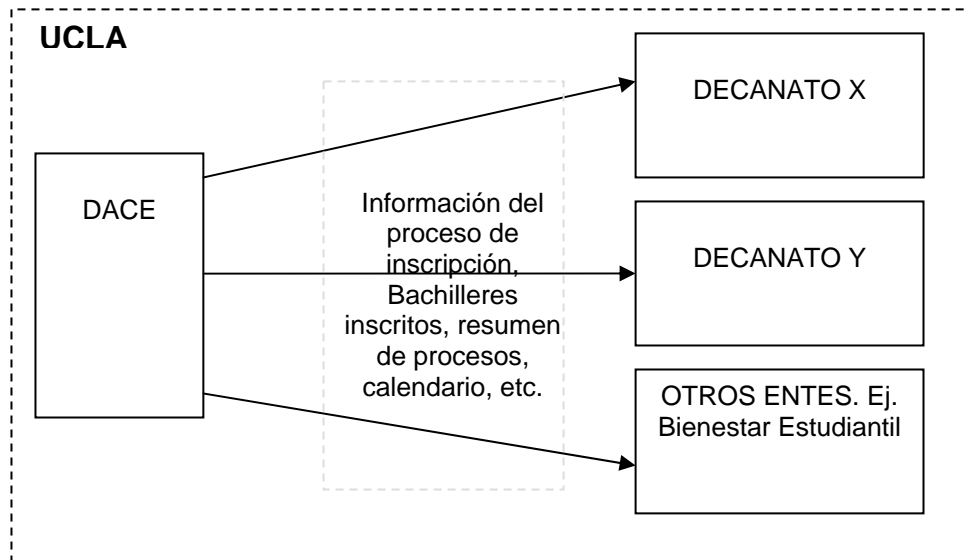 UCLA
DACE
Información del
proceso de
inscripción,
Bachilleres
inscritos, resumen
de procesos,
calendario, etc.
DECANATO X
DECANATO Y
OTROS ENTES. Ej.
Bienestar Estudiantil